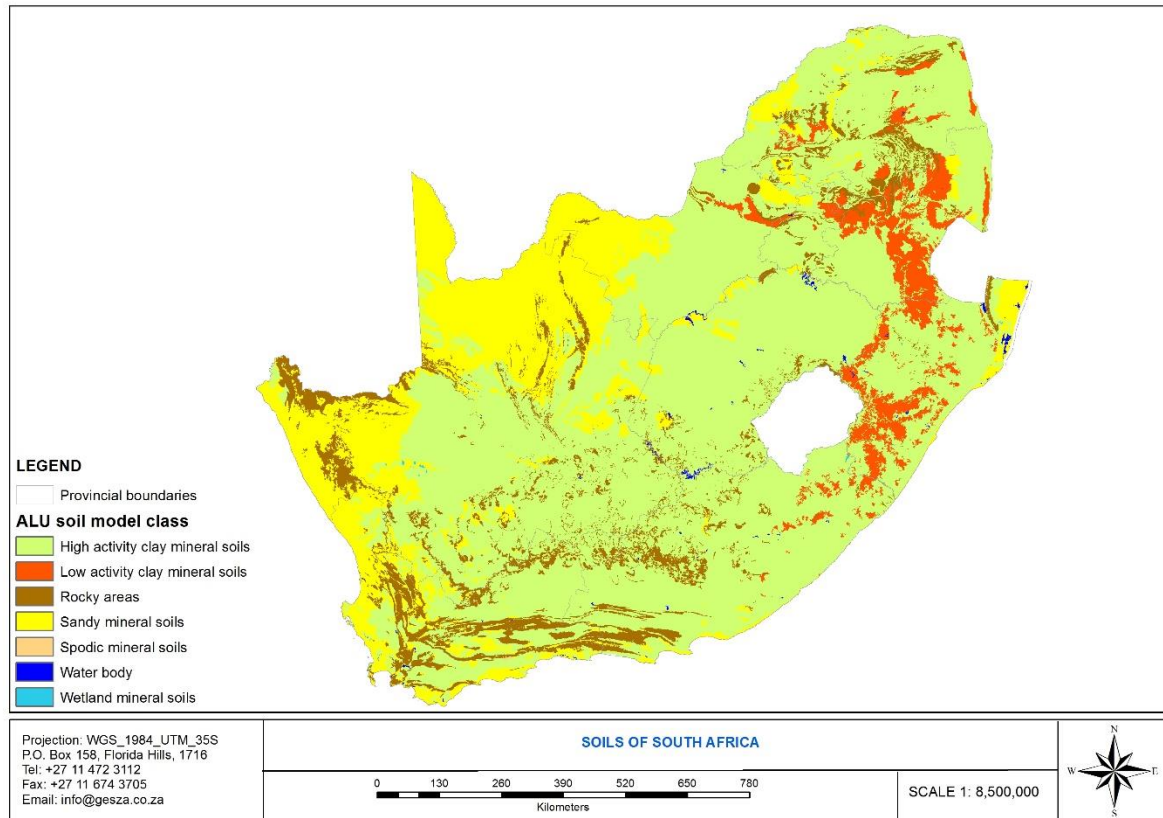 LEGEND
Provincial boundaries
ALU soil model class
High activity clay mineral soils
Low activity clay mineral soils
Rocky areas
Sandy mineral soils
Spodic mineral soils
Water body
Wetland mineral soils
Projection: WGS_1984_UTM_35S
P.O. Box 158, Florida Hills, 1716
Tel: +27 11 472 3112
Fax: +27 11 674 3705
Email: info@gesza.co.za
SOILS OF SOUTH AFRICA
0 130 260 390 520 650 780
Kilometers
SCALE 1: 8,500,000
N
W E
S